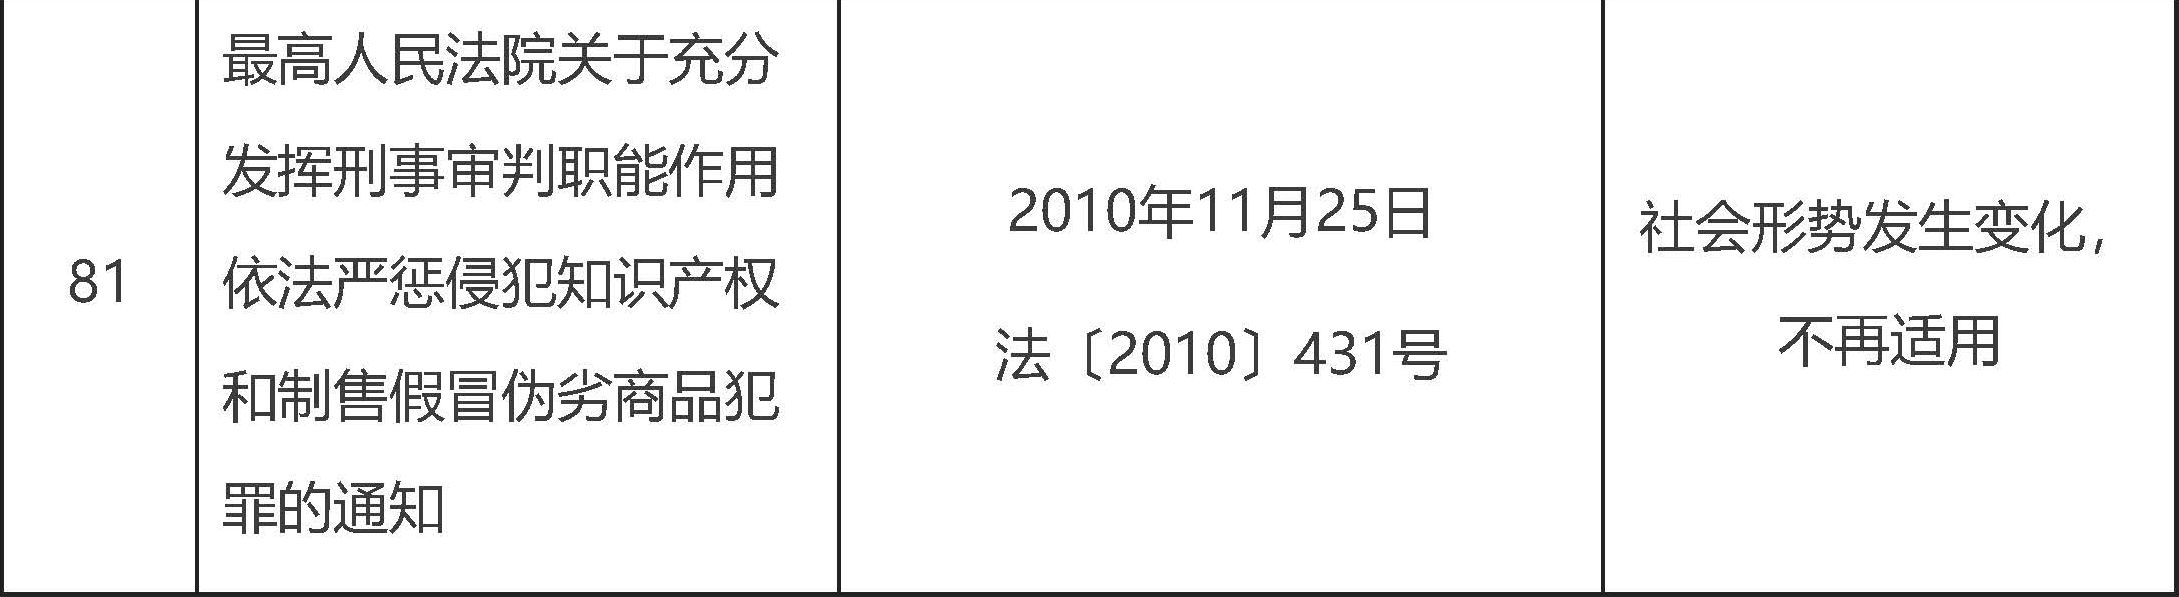 81
最高人民法院关于充分
发挥刑事审判职能作用
依法严惩侵犯知识产权
和制售假冒伪劣商品犯
罪的通知
2010年11月25日
法〔2010〕431号
社会形势发生变化，
不再适用